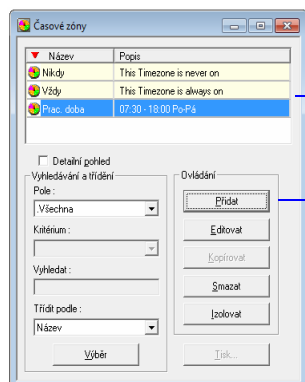 Časové zóny
Název Popis
Nikdy This Timezone is never on
Vždy This Timezone is always on
Prac. doba 07:30 - 18:00 Po-Pá
Detailní pohled
Vyhledávání a třídění
Pole :
.Všechna
Kritérium :
Vyhledat :
Třídit podle :
Název
Výběr
Ovládání
Přidat
Editovat
Kopírovat
Smazat
Izolovat
Tisk...